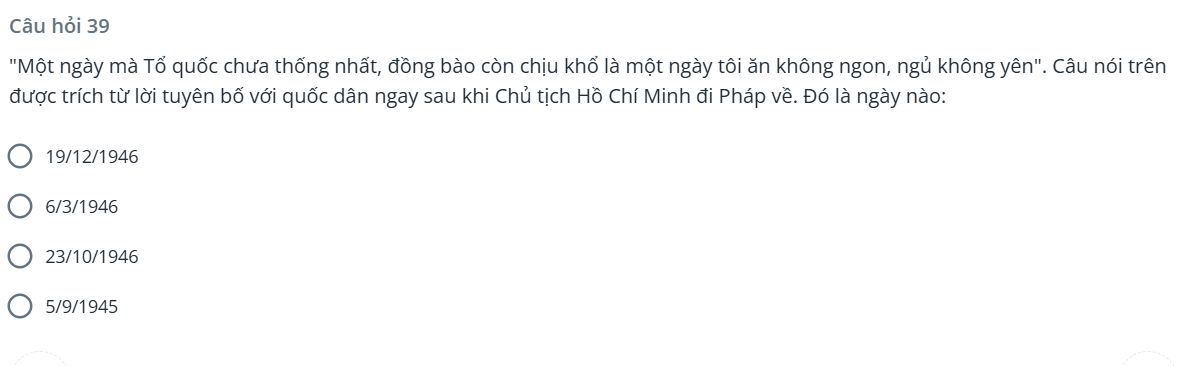 Câu hỏi 39
"Một ngày mà Tổ quốc chưa thống nhất, đồng bào còn chịu khổ là một ngày tôi ăn không ngon, ngủ không yên". Câu nói trên
được trích từ lời tuyên bố với quốc dân ngay sau khi Chủ tịch Hồ Chí Minh đi Pháp về. Đó là ngày nào:
19/12/1946
6/3/1946
23/10/1946
5/9/1945